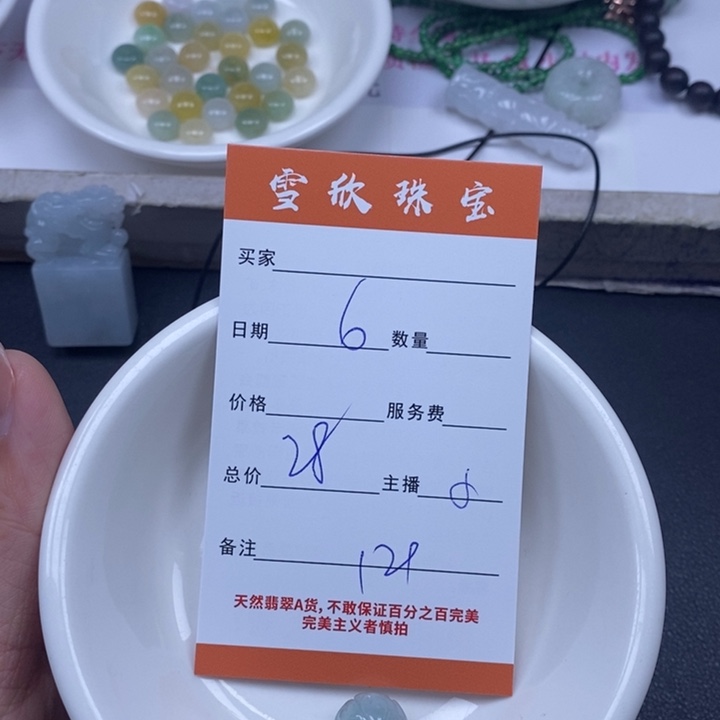 雪欣珠宝
买家
日期 6 数量
价格 服务费
总价 28 主播
备注 128
天然翡翠A货，不敢保证百分之百完美
完美主义者慎拍